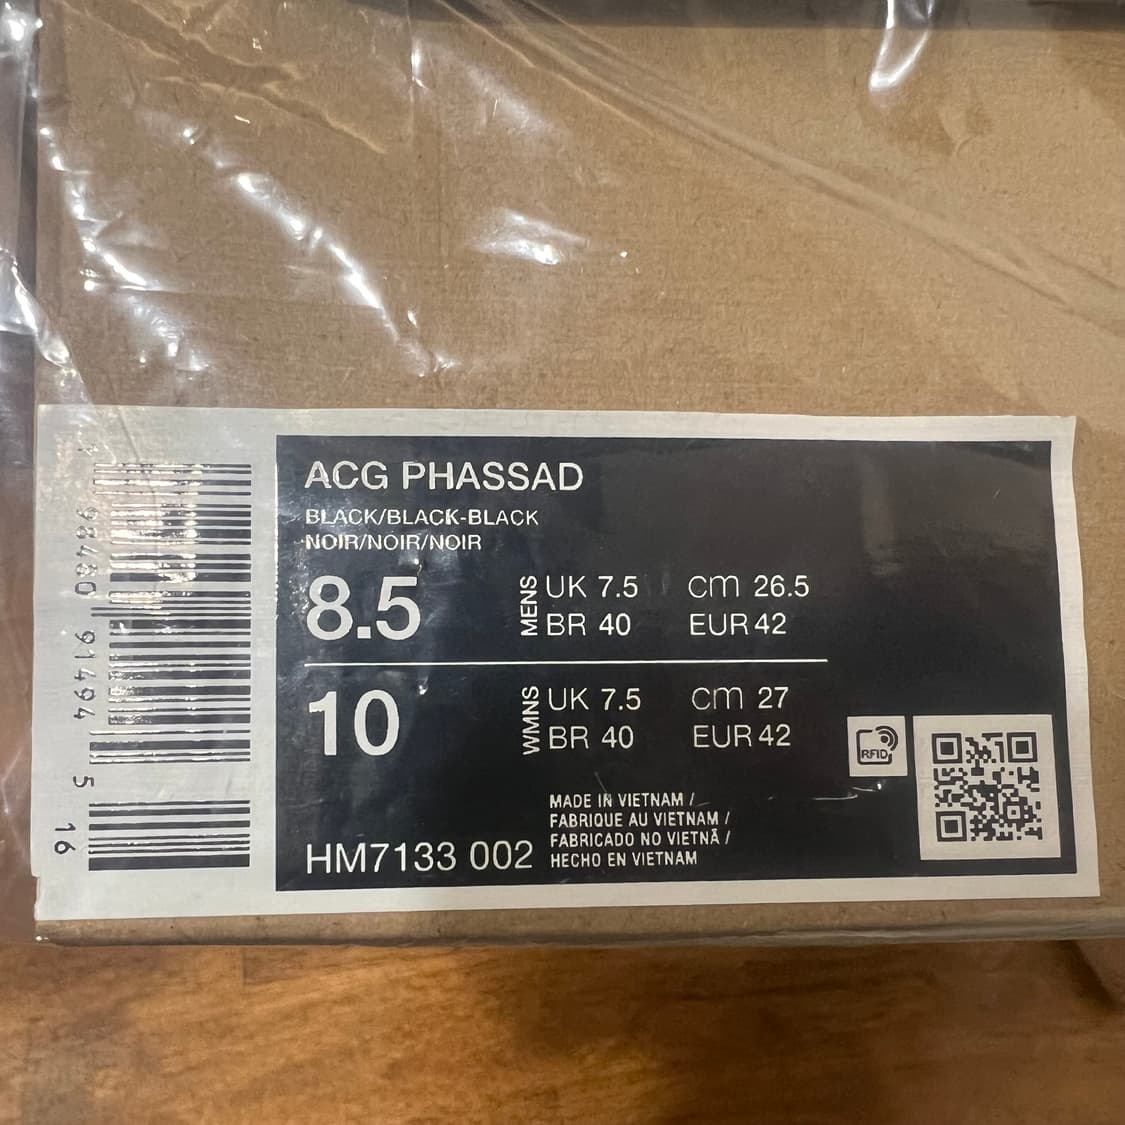 ACG PHASSAD
BLACK/BLACK-BLACK
NOIR/NOIR/NOIR
8.5
MENS
UK 7.5 cm 26.5
BR 40 EUR 42
10
WMNS
UK 7.5 cm 27
BR 40 EUR 42
RFID
MADE IN VIETNAM /
FABRIQUE AU VIETNAM /
FABRICADO NO VIETNÃ /
HECHO EN VIETNAM
HM7133 002
98480 91494 5 16